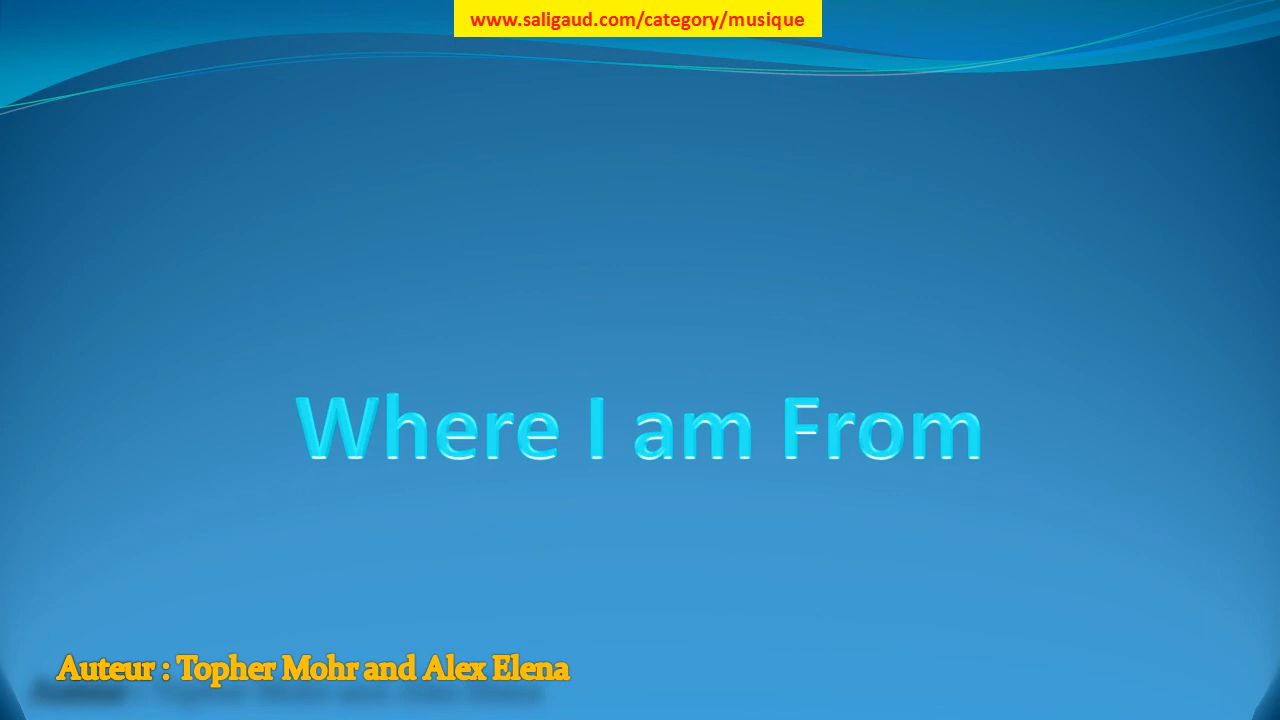 www.saligaud.com/category/musique
Where I am From
Auteur : Topher Mohr and Alex Elena